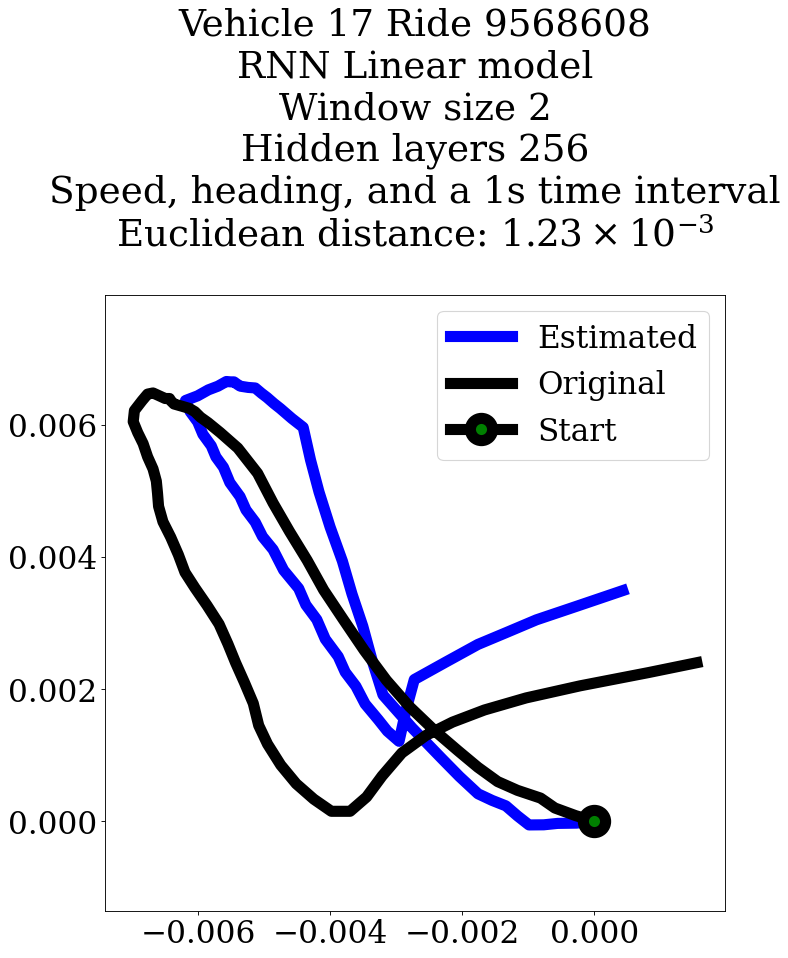 Vehicle 17 Ride 9568608
RNN Linear model
Window size 2
Hidden layers 256
Speed, heading, and a 1s time interval
Euclidean distance: 1.23 × 10⁻³
Estimated
Original
Start
0.006
0.004
0.002
0.000
−0.006 −0.004 −0.002 0.000